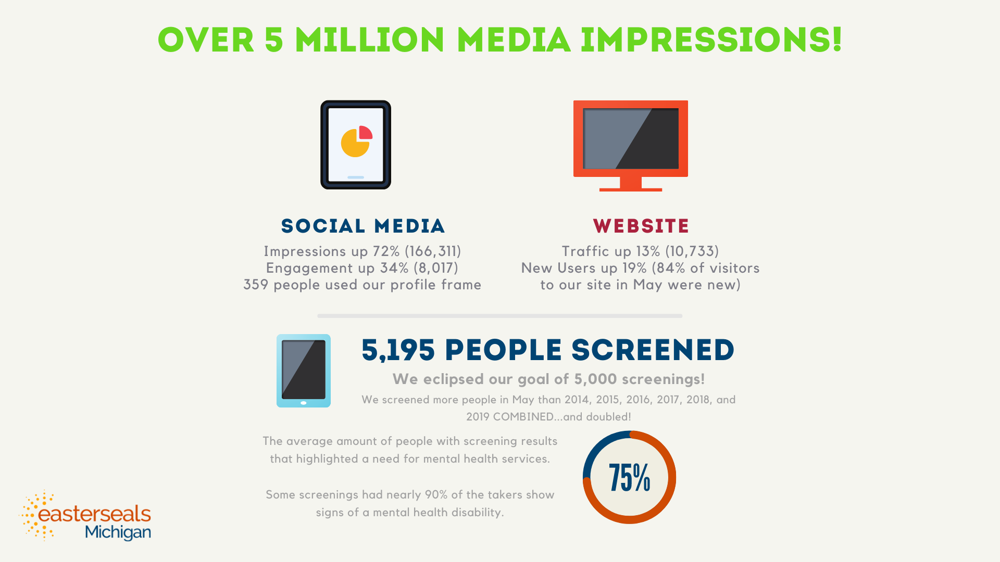 OVER 5 MILLION MEDIA IMPRESSIONS!
SOCIAL MEDIA
Impressions up 72% (166,311)
Engagement up 34% (8,017)
359 people used our profile frame
WEBSITE
Traffic up 13% (10,733)
New Users up 19% (84% of visitors
to our site in May were new)
5,195 PEOPLE SCREENED
We eclipsed our goal of 5,000 screenings!
We screened more people in May than 2014, 2015, 2016, 2017, 2018, and
2019 COMBINED...and doubled!
The average amount of people with screening results
that highlighted a need for mental health services.
Some screenings had nearly 90% of the takers show
signs of a mental health disability.
75%
easterseals
Michigan